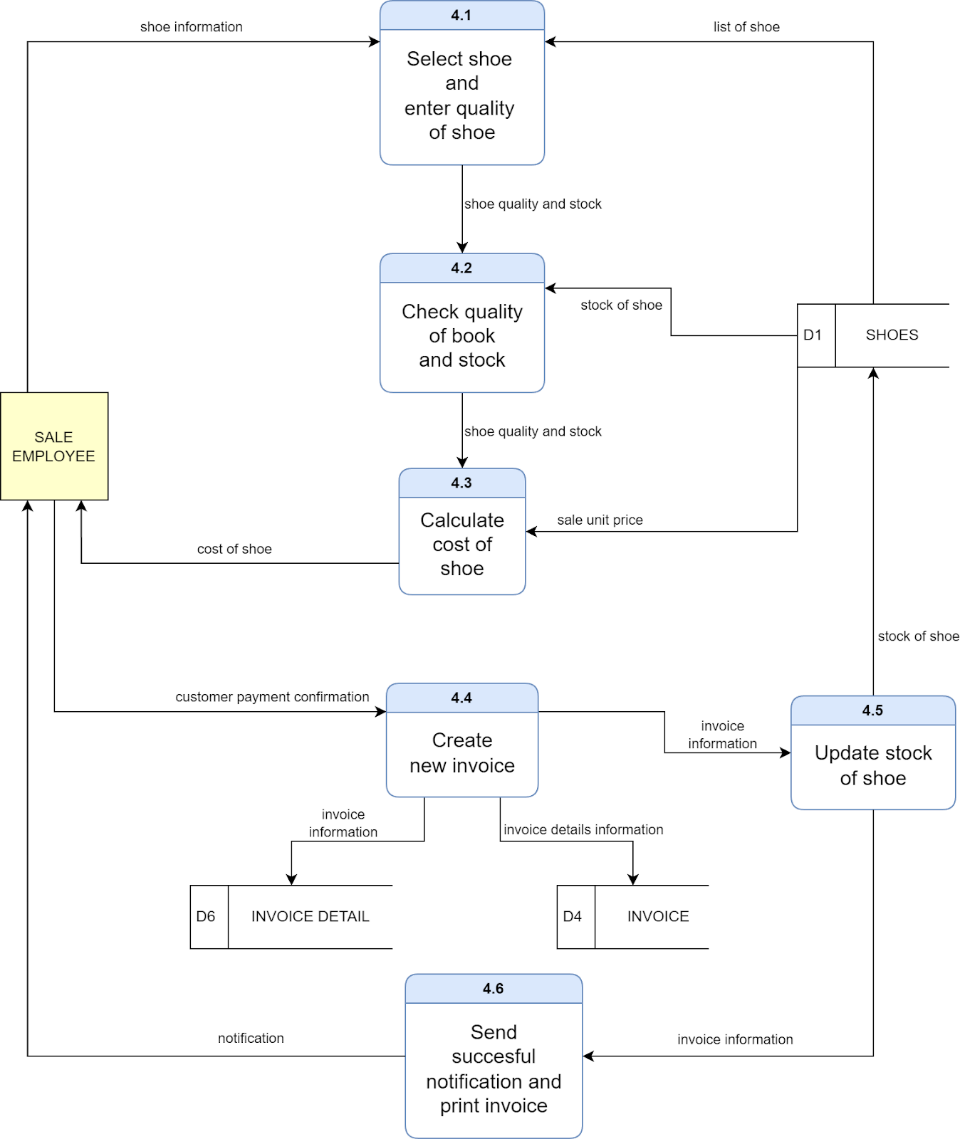 4.1
shoe information
list of shoe
Select shoe
and
enter quality
of shoe
shoe quality and stock
4.2
stock of shoe
Check quality
of book
and stock
D1
SHOES
shoe quality and stock
SALE
EMPLOYEE
4.3
sale unit price
Calculate
cost of
shoe
cost of shoe
stock of shoe
customer payment confirmation
4.4
4.5
invoice
information
Create
new invoice
Update stock
of shoe
invoice
information
invoice details information
D6
INVOICE DETAIL
D4
INVOICE
4.6
notification
invoice information
Send
succesful
notification and
print invoice